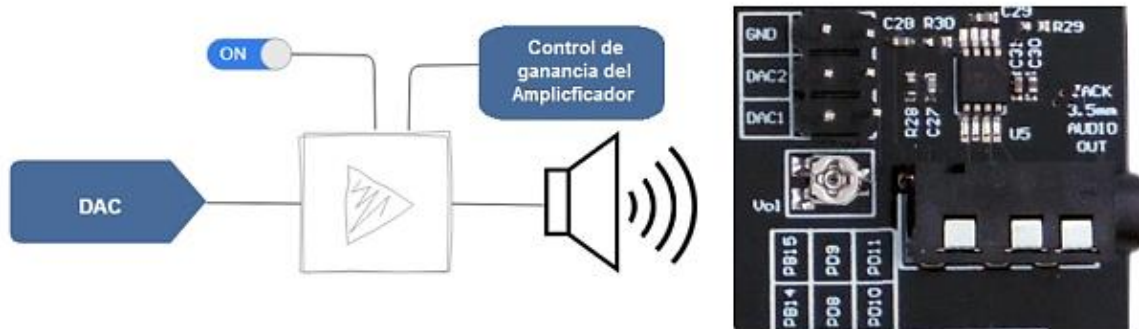 ON
Control de
ganancia del
Amplicficador
DAC
GND
DAC2
DAC1
C28
R30
C29
R29
C31
C30
R28
C27
U5
JACK
3.5mm
AUDIO
OUT
Vol
PB15
PD9
PD11
PB14
PD8
PD10